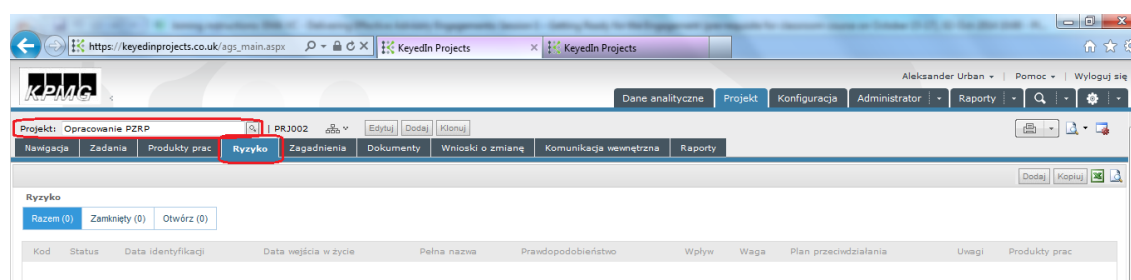 https://keyedinprojects.co.uk/ags_main.aspx KeyedIn Projects KeyedIn Projects
Aleksander Urban Pomoc Wyloguj się
KPMG
Dane analityczne Projekt Konfiguracja Administrator Raporty
Projekt: Opracowanie PZRP | PRJ002 Edytuj Dodaj Klonuj
Nawigacja Zadania Produkty prac Ryzyko Zagadnienia Dokumenty Wnioski o zmianę Komunikacja wewnętrzna Raporty
Dodaj Kopiuj
Ryzyko
Razem (0) Zamknięty (0) Otwórz (0)
Kod Status Data identyfikacji Data wejścia w życie Pełna nazwa Prawdopodobieństwo Wpływ Waga Plan przeciwdziałania Uwagi Produkty prac